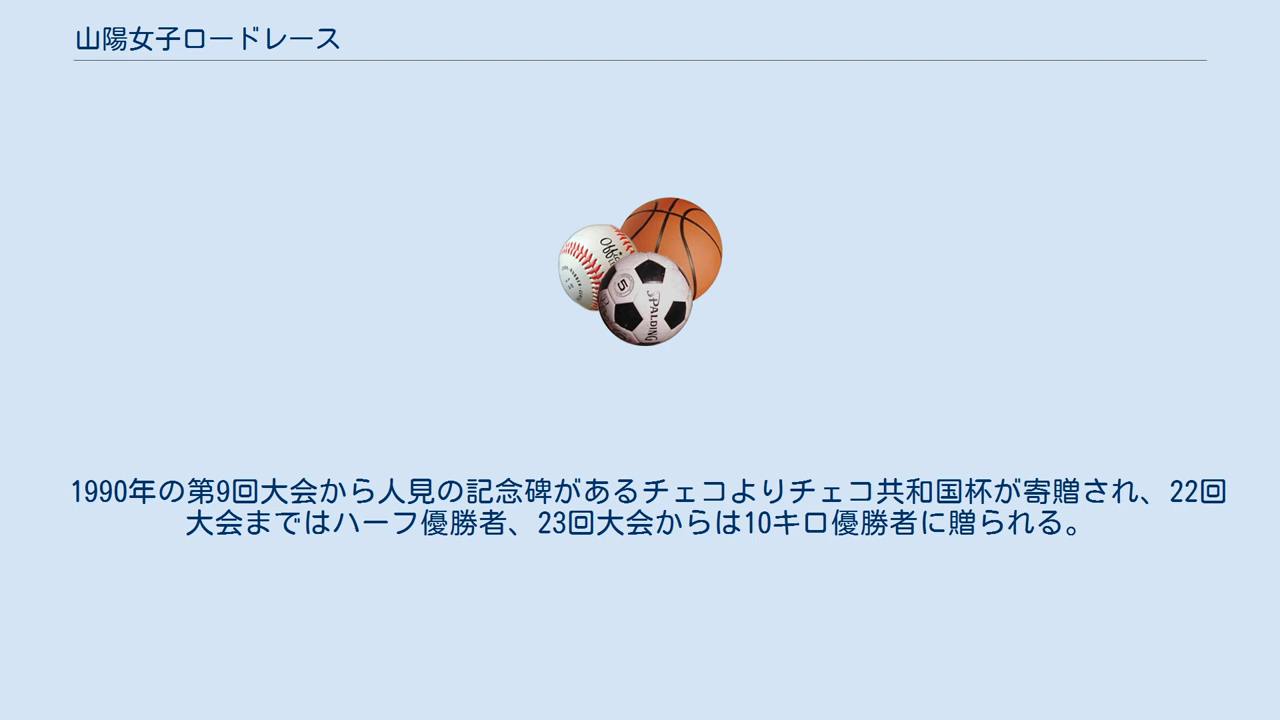 山陽女子ロードレース
Offic
5
SPALDING
1990年の第9回大会から人見の記念碑があるチェコよりチェコ共和国杯が寄贈され、22回
大会まではハーフ優勝者、23回大会からは10キロ優勝者に贈られる。